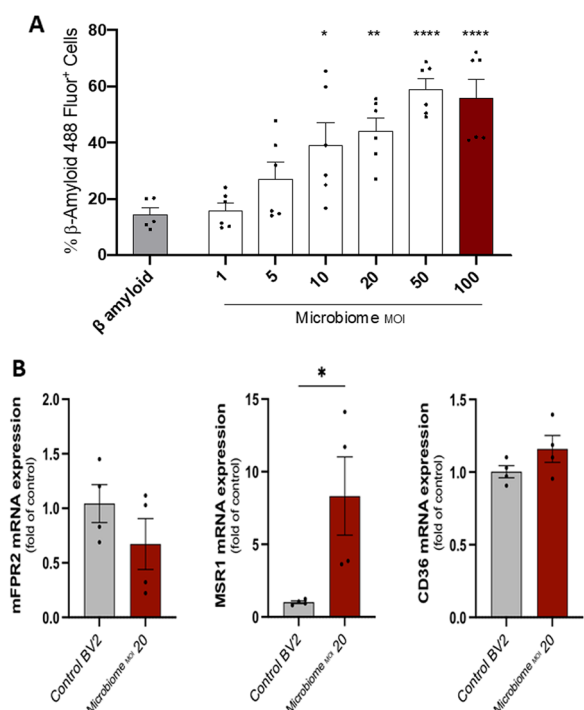 A
% β-Amyloid 488 Fluor+ Cells
80
60
40
20
0
*
**
****
****
β amyloid
1
5
10
20
50
100
Microbiome MOI
B
mFPR2 mRNA expression
(fold of control)
2.0
1.5
1.0
0.5
0.0
Control BV2
Microbiome MOI 20
MSR1 mRNA expression
(fold of control)
15
10
5
0
*
Control BV2
Microbiome MOI 20
CD36 mRNA expression
(fold of control)
1.5
1.0
0.5
0.0
Control BV2
Microbiome MOI 20